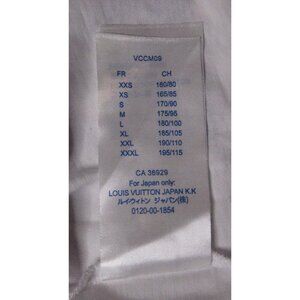 VCCM09
FR CH
XXS 160/80
XS 165/85
S 170/90
M 175/95
L 180/100
XL 185/105
XXL 190/110
XXXL 195/115
CA 36929
For Japan only:
LOUIS VUITTON JAPAN K.K
ルイ・ヴィトン ジャパン(株)
0120-00-1854